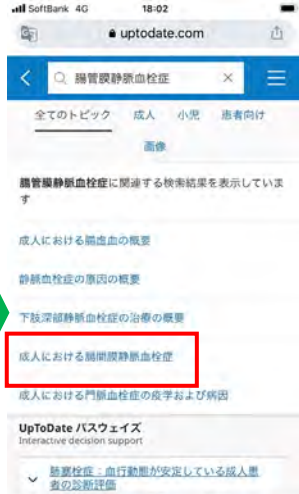 SoftBank 4G 18:02
uptodate.com
腸管膜静脈血栓症 ×
全てのトピック 成人 小児 患者向け
画像
腸管膜静脈血栓症に関連する検索結果を表示していま
す
成人における腸虚血の概要
静脈血栓症の原因の概要
下肢深部静脈血栓症の治療の概要
成人における腸間膜静脈血栓症
成人における門脈血栓症の疫学および病因
UpToDate パスウェイズ
Interactive decision support
肺塞栓症：血行動態が安定している成人患
者の診断評価